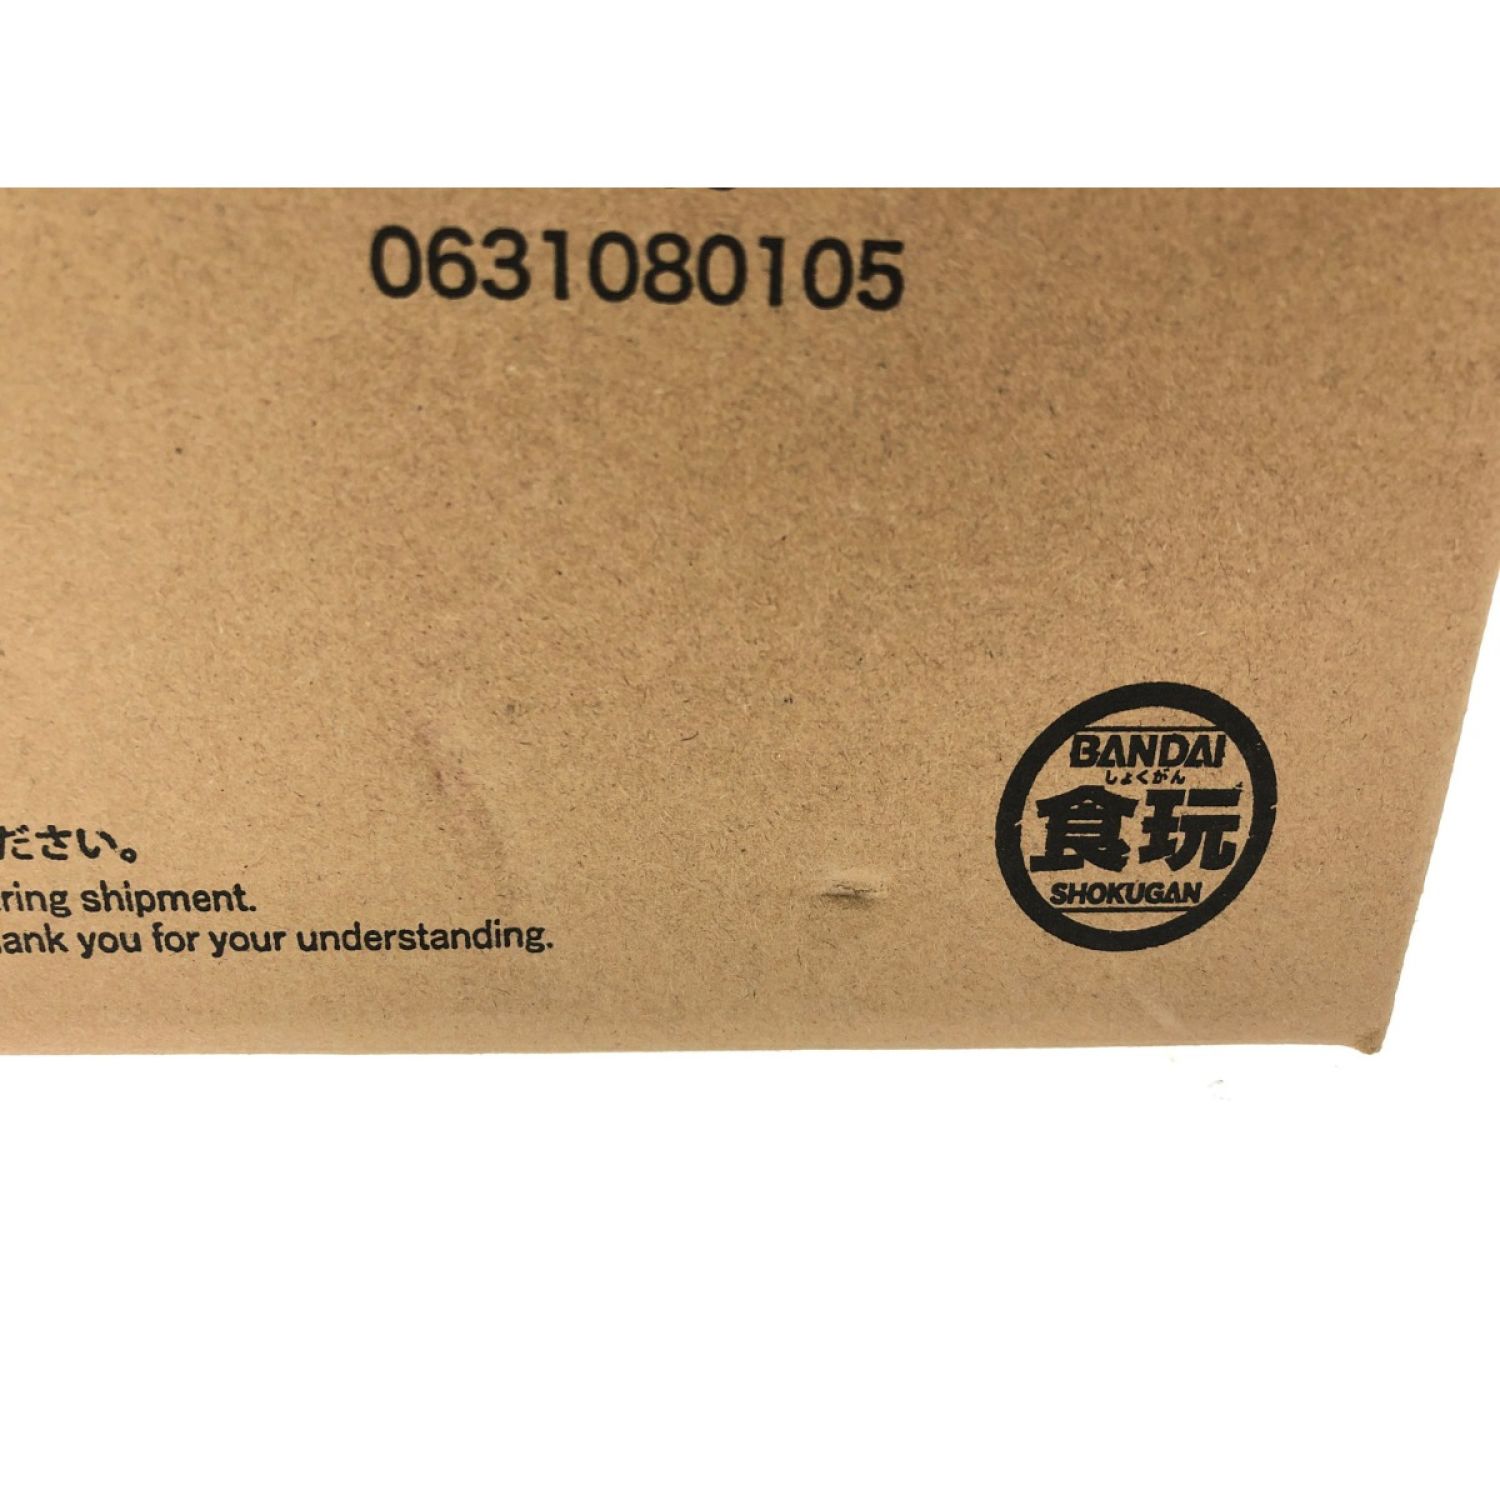 0631080105
ださい。
ring shipment.
ank you for your understanding.
BANDAI
しょくがん
食玩
SHOKUGAN